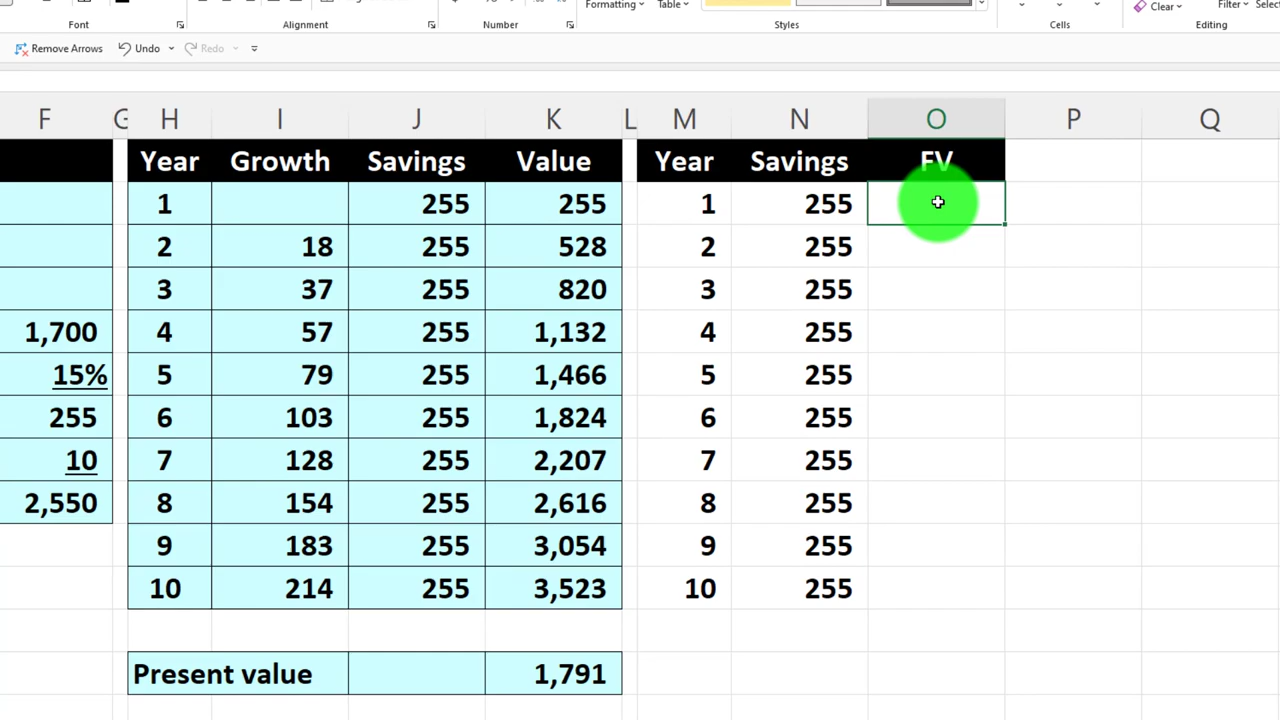 Formatting Table Clear Filter
Font Alignment Number Styles Cells Editing
Remove Arrows Undo Redo
F G H I J K L M N O P Q
Year Growth Savings Value Year Savings FV
1 255 255 1 255
2 18 255 528 2 255
3 37 255 820 3 255
1,700 4 57 255 1,132 4 255
15% 5 79 255 1,466 5 255
255 6 103 255 1,824 6 255
10 7 128 255 2,207 7 255
2,550 8 154 255 2,616 8 255
9 183 255 3,054 9 255
10 214 255 3,523 10 255
Present value 1,791